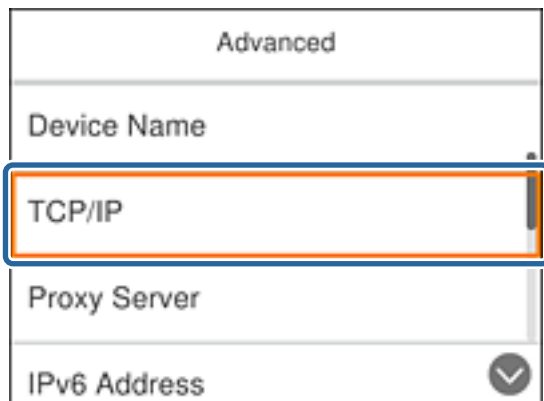 Advanced
Device Name
TCP/IP
Proxy Server
IPv6 Address